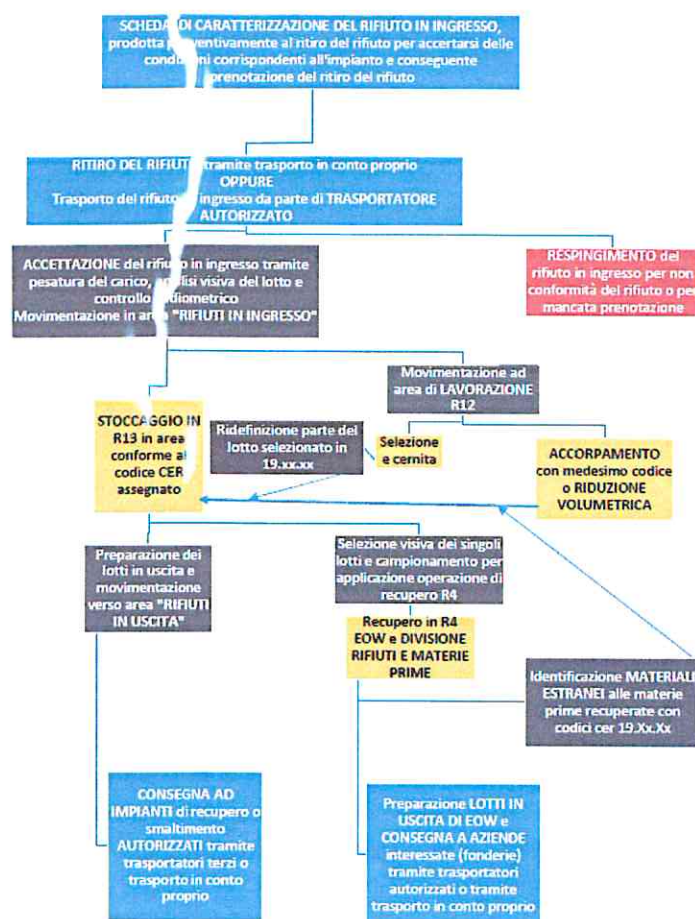 SCHEDA DI CARATTERIZZAZIONE DEL RIFIUTO IN INGRESSO,
prodotta preventivamente al ritiro del rifiuto per accertarsi delle
condizioni corrispondenti all'impianto e conseguente
prenotazione del ritiro del rifiuto
RITIRO DEL RIFIUTO tramite trasporto in conto proprio
OPPURE
Trasporto del rifiuto in ingresso da parte di TRASPORTATORE
AUTORIZZATO
ACCETTAZIONE del rifiuto in ingresso tramite
pesatura del carico, analisi visiva del lotto e
controllo radiometrico
Movimentazione in area "RIFIUTI IN INGRESSO"
RESPINGIMENTO del
rifiuto in ingresso per non
conformità del rifiuto o per
mancata prenotazione
Movimentazione ad
area di LAVORAZIONE
R12
STOCCAGGIO IN
R13 in area
conforme al
codice CER
assegnato
Ridefinizione parte del
lotto selezionato in
19.xx.xx
Selezione
e cernita
ACCORPAMENTO
con medesimo codice
o RIDUZIONE
VOLUMETRICA
Preparazione dei
lotti in uscita e
movimentazione
verso area "RIFIUTI
IN USCITA"
Selezione visiva dei singoli
lotti e campionamento per
applicazione operazione di
recupero R4
Recupero in R4
EOW e DIVISIONE
RIFIUTI E MATERIE
PRIME
Identificazione MATERIALI
ESTRANEI alle materie
prime recuperate con
codici cer 19.Xx.Xx
CONSEGNA AD
IMPIANTI di recupero o
smaltimento
AUTORIZZATI tramite
trasportatori terzi o
trasporto in conto
proprio
Preparazione LOTTI IN
USCITA DI EOW e
CONSEGNA A AZIENDE
interessate (fonderie)
tramite trasportatori
autorizzati o tramite
trasporto in conto proprio